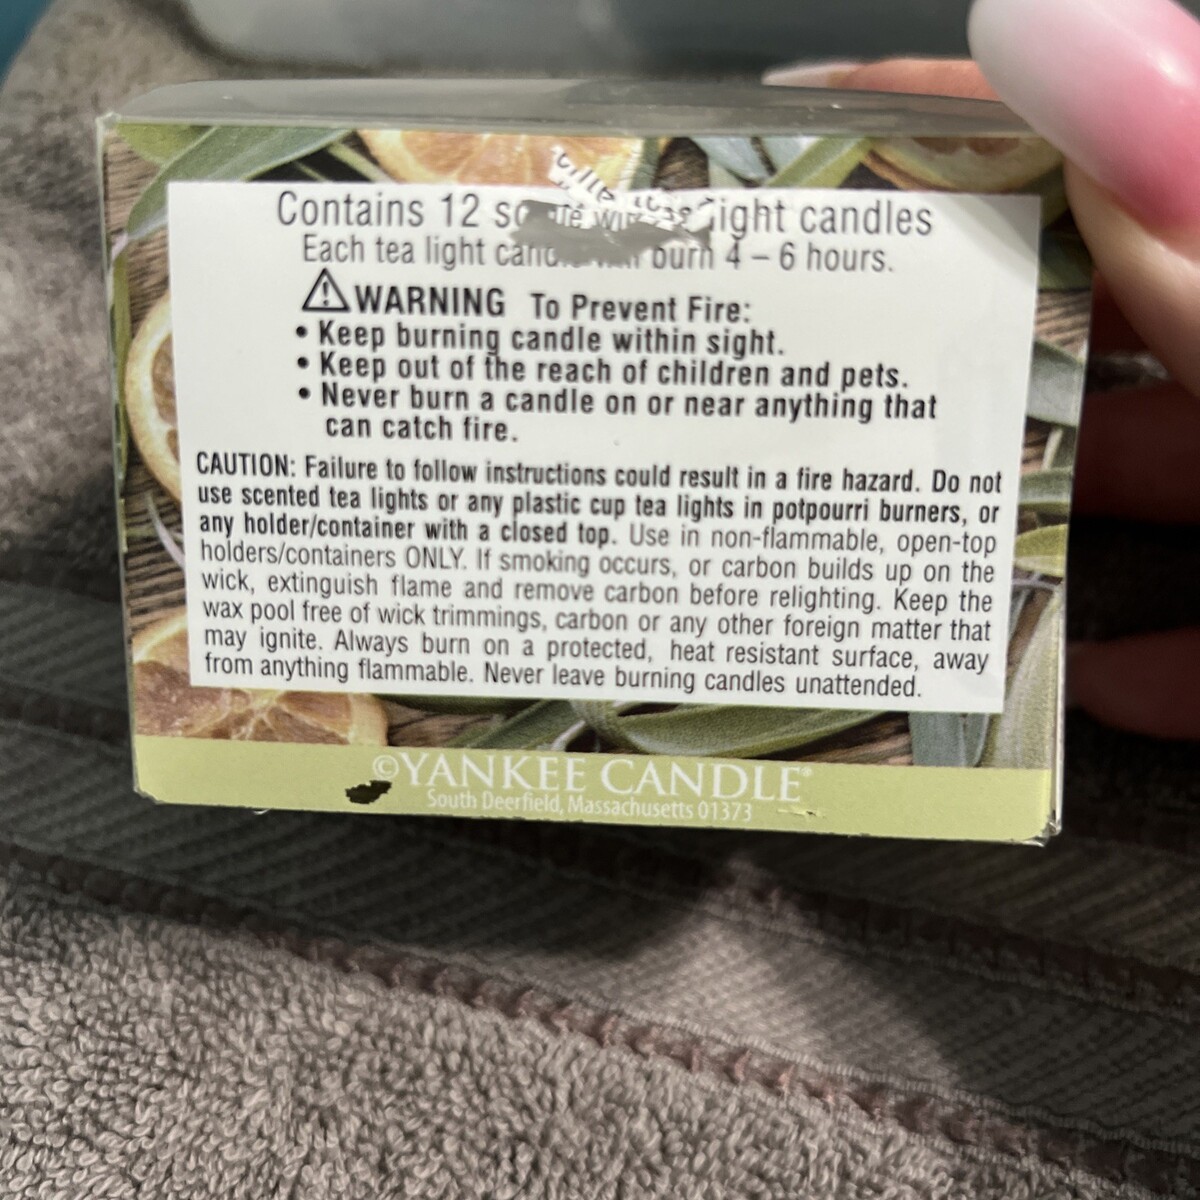 Contains 12 light candles
Each tea light burn 4 – 6 hours.
WARNING To Prevent Fire:
• Keep burning candle within sight.
• Keep out of the reach of children and pets.
• Never burn a candle on or near anything that
can catch fire.
CAUTION: Failure to follow instructions could result in a fire hazard. Do not
use scented tea lights or any plastic cup tea lights in potpourri burners, or
any holder/container with a closed top. Use in non-flammable, open-top
holders/containers ONLY. If smoking occurs, or carbon builds up on the
wick, extinguish flame and remove carbon before relighting. Keep the
wax pool free of wick trimmings, carbon or any other foreign matter that
may ignite. Always burn on a protected, heat resistant surface, away
from anything flammable. Never leave burning candles unattended.
©YANKEE CANDLE®
South Deerfield, Massachusetts 01373